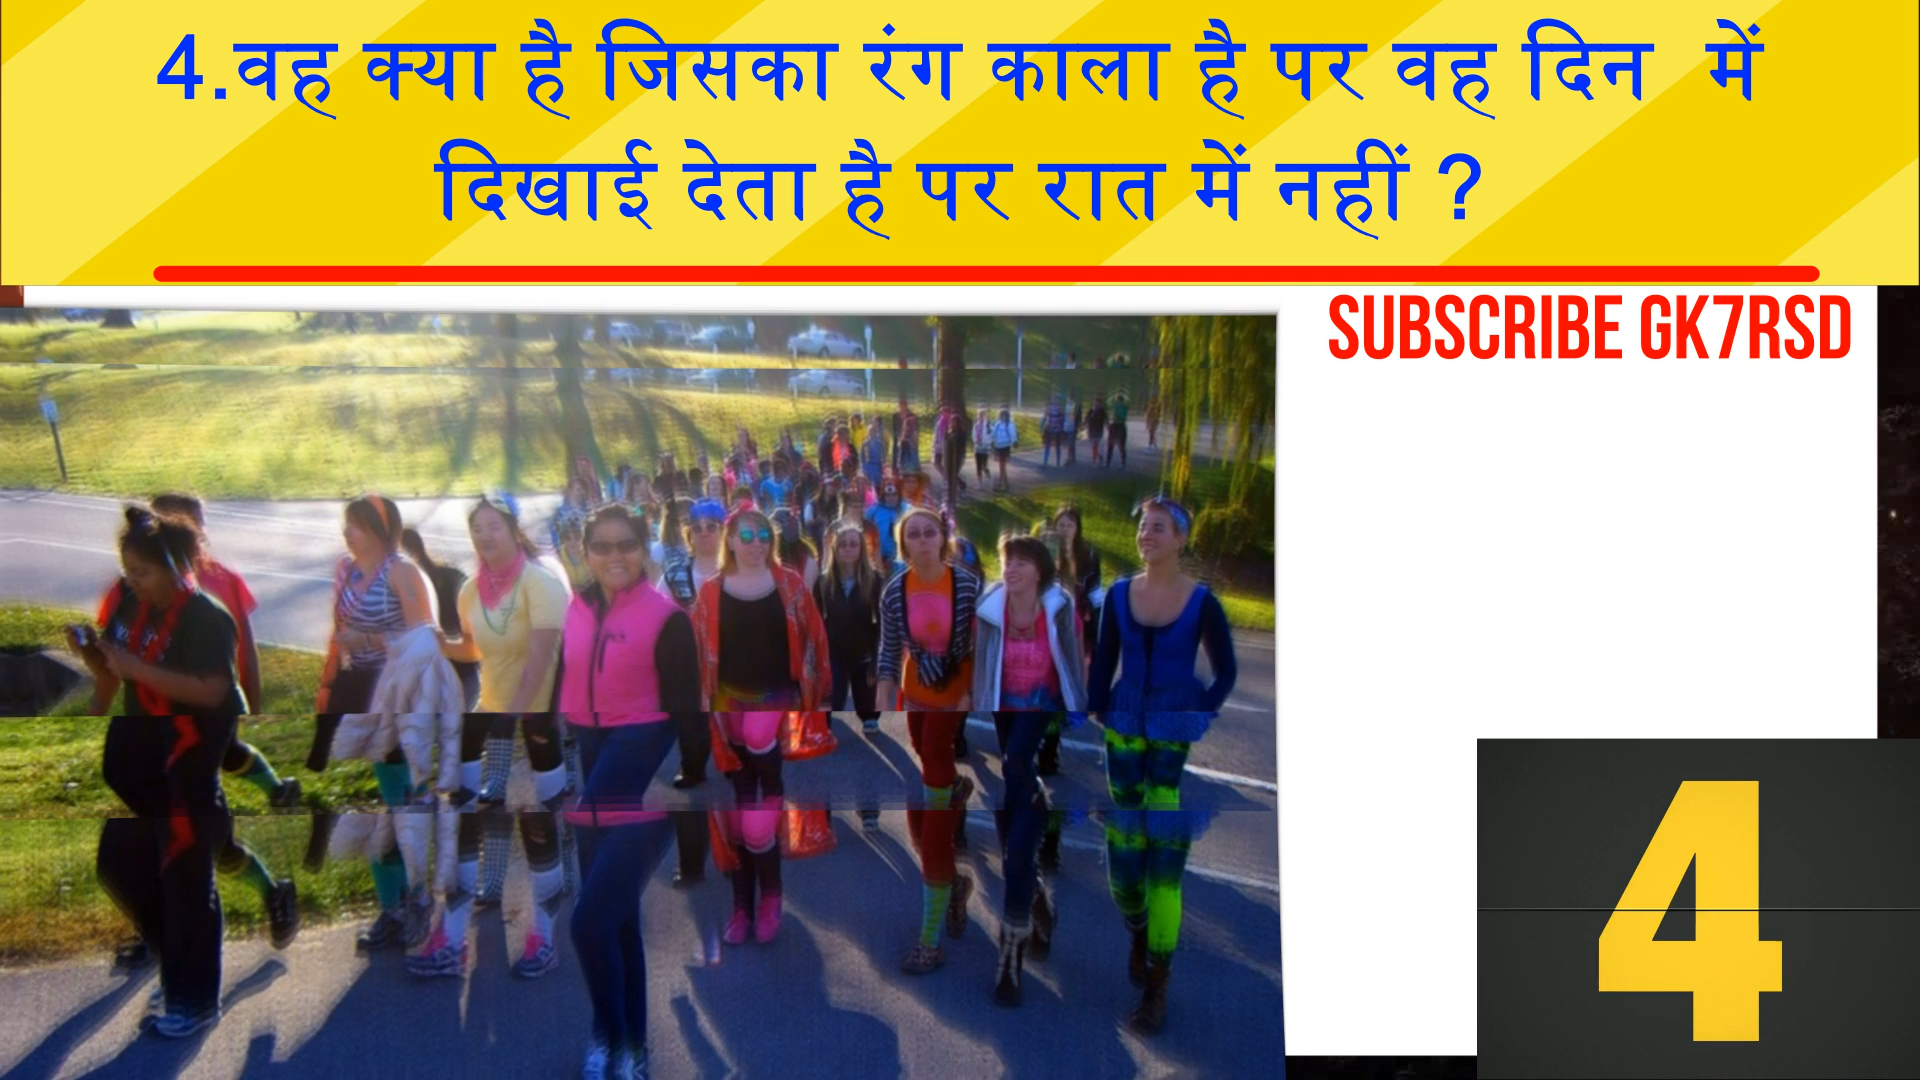 4.वह क्या है जिसका रंग काला है पर वह दिन में
दिखाई देता है पर रात में नहीं ?
SUBSCRIBE GK7RSD
4